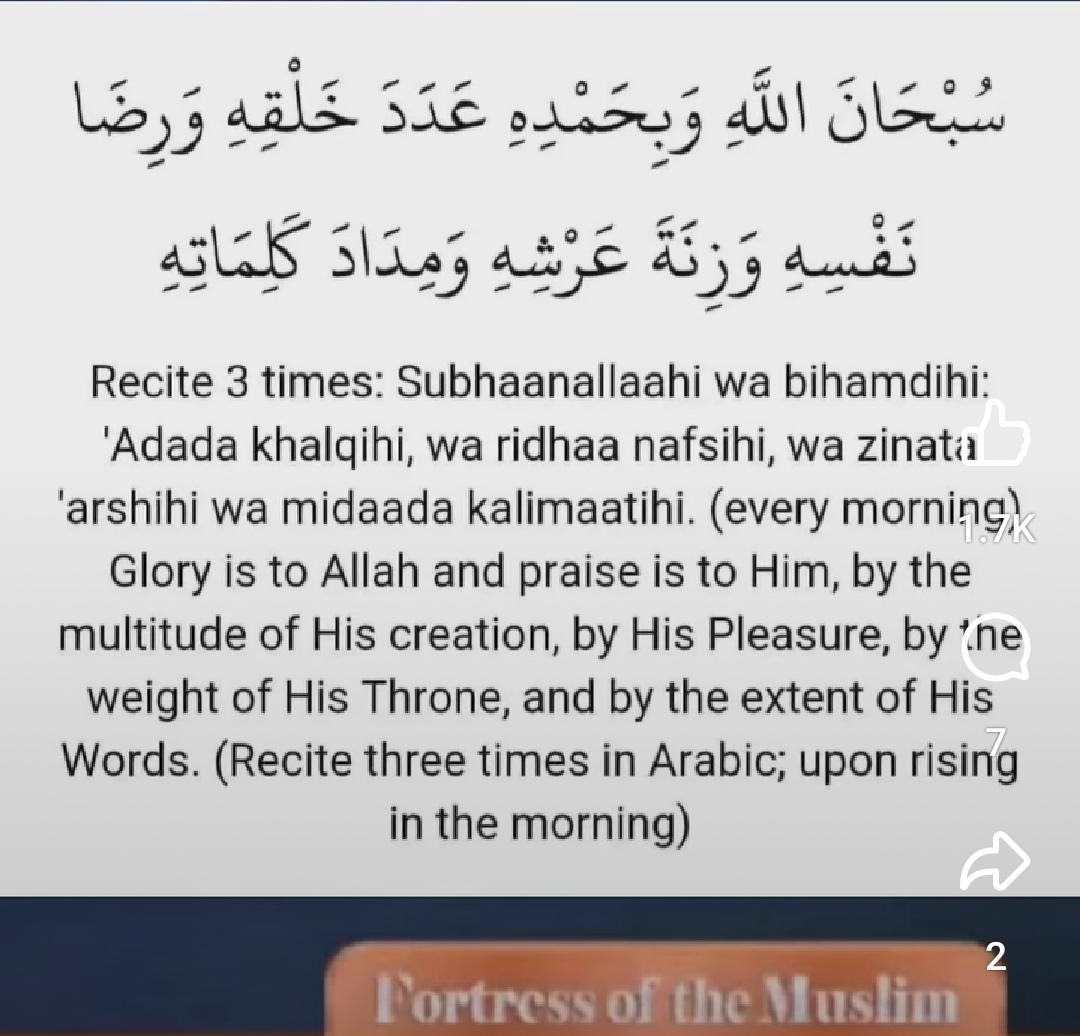 سُبْحَانَ اللَّهِ وَبِحَمْدِهِ عَدَدَ خَلْقِهِ وَرِضَا
نَفْسِهِ وَزِنَةَ عَرْشِهِ وَمِدَادَ كَلِمَاتِهِ
Recite 3 times: Subhaanallaahi wa bihamdihi:
'Adada khalqihi, wa ridhaa nafsihi, wa zinata
'arshihi wa midaada kalimaatihi. (every morning)
1.7K
Glory is to Allah and praise is to Him, by the
multitude of His creation, by His Pleasure, by the
weight of His Throne, and by the extent of His
7
Words. (Recite three times in Arabic; upon rising
in the morning)
2
Fortress of the Muslim